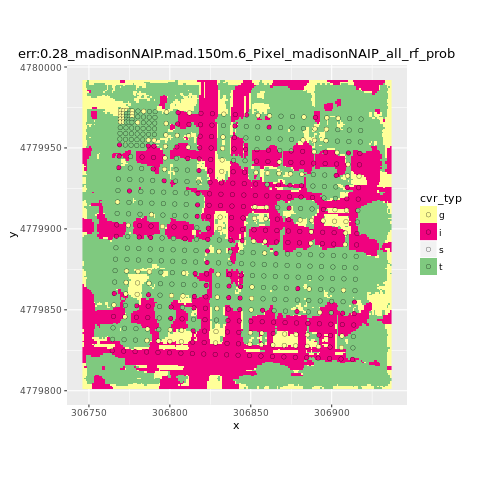 err:0.28_madisonNAIP.mad.150m.6_Pixel_madisonNAIP_all_rf_prob
4780000
4779950
4779900
4779850
4779800
y
306750 306800 306850 306900
x
cvr_typ
g
i
s
t